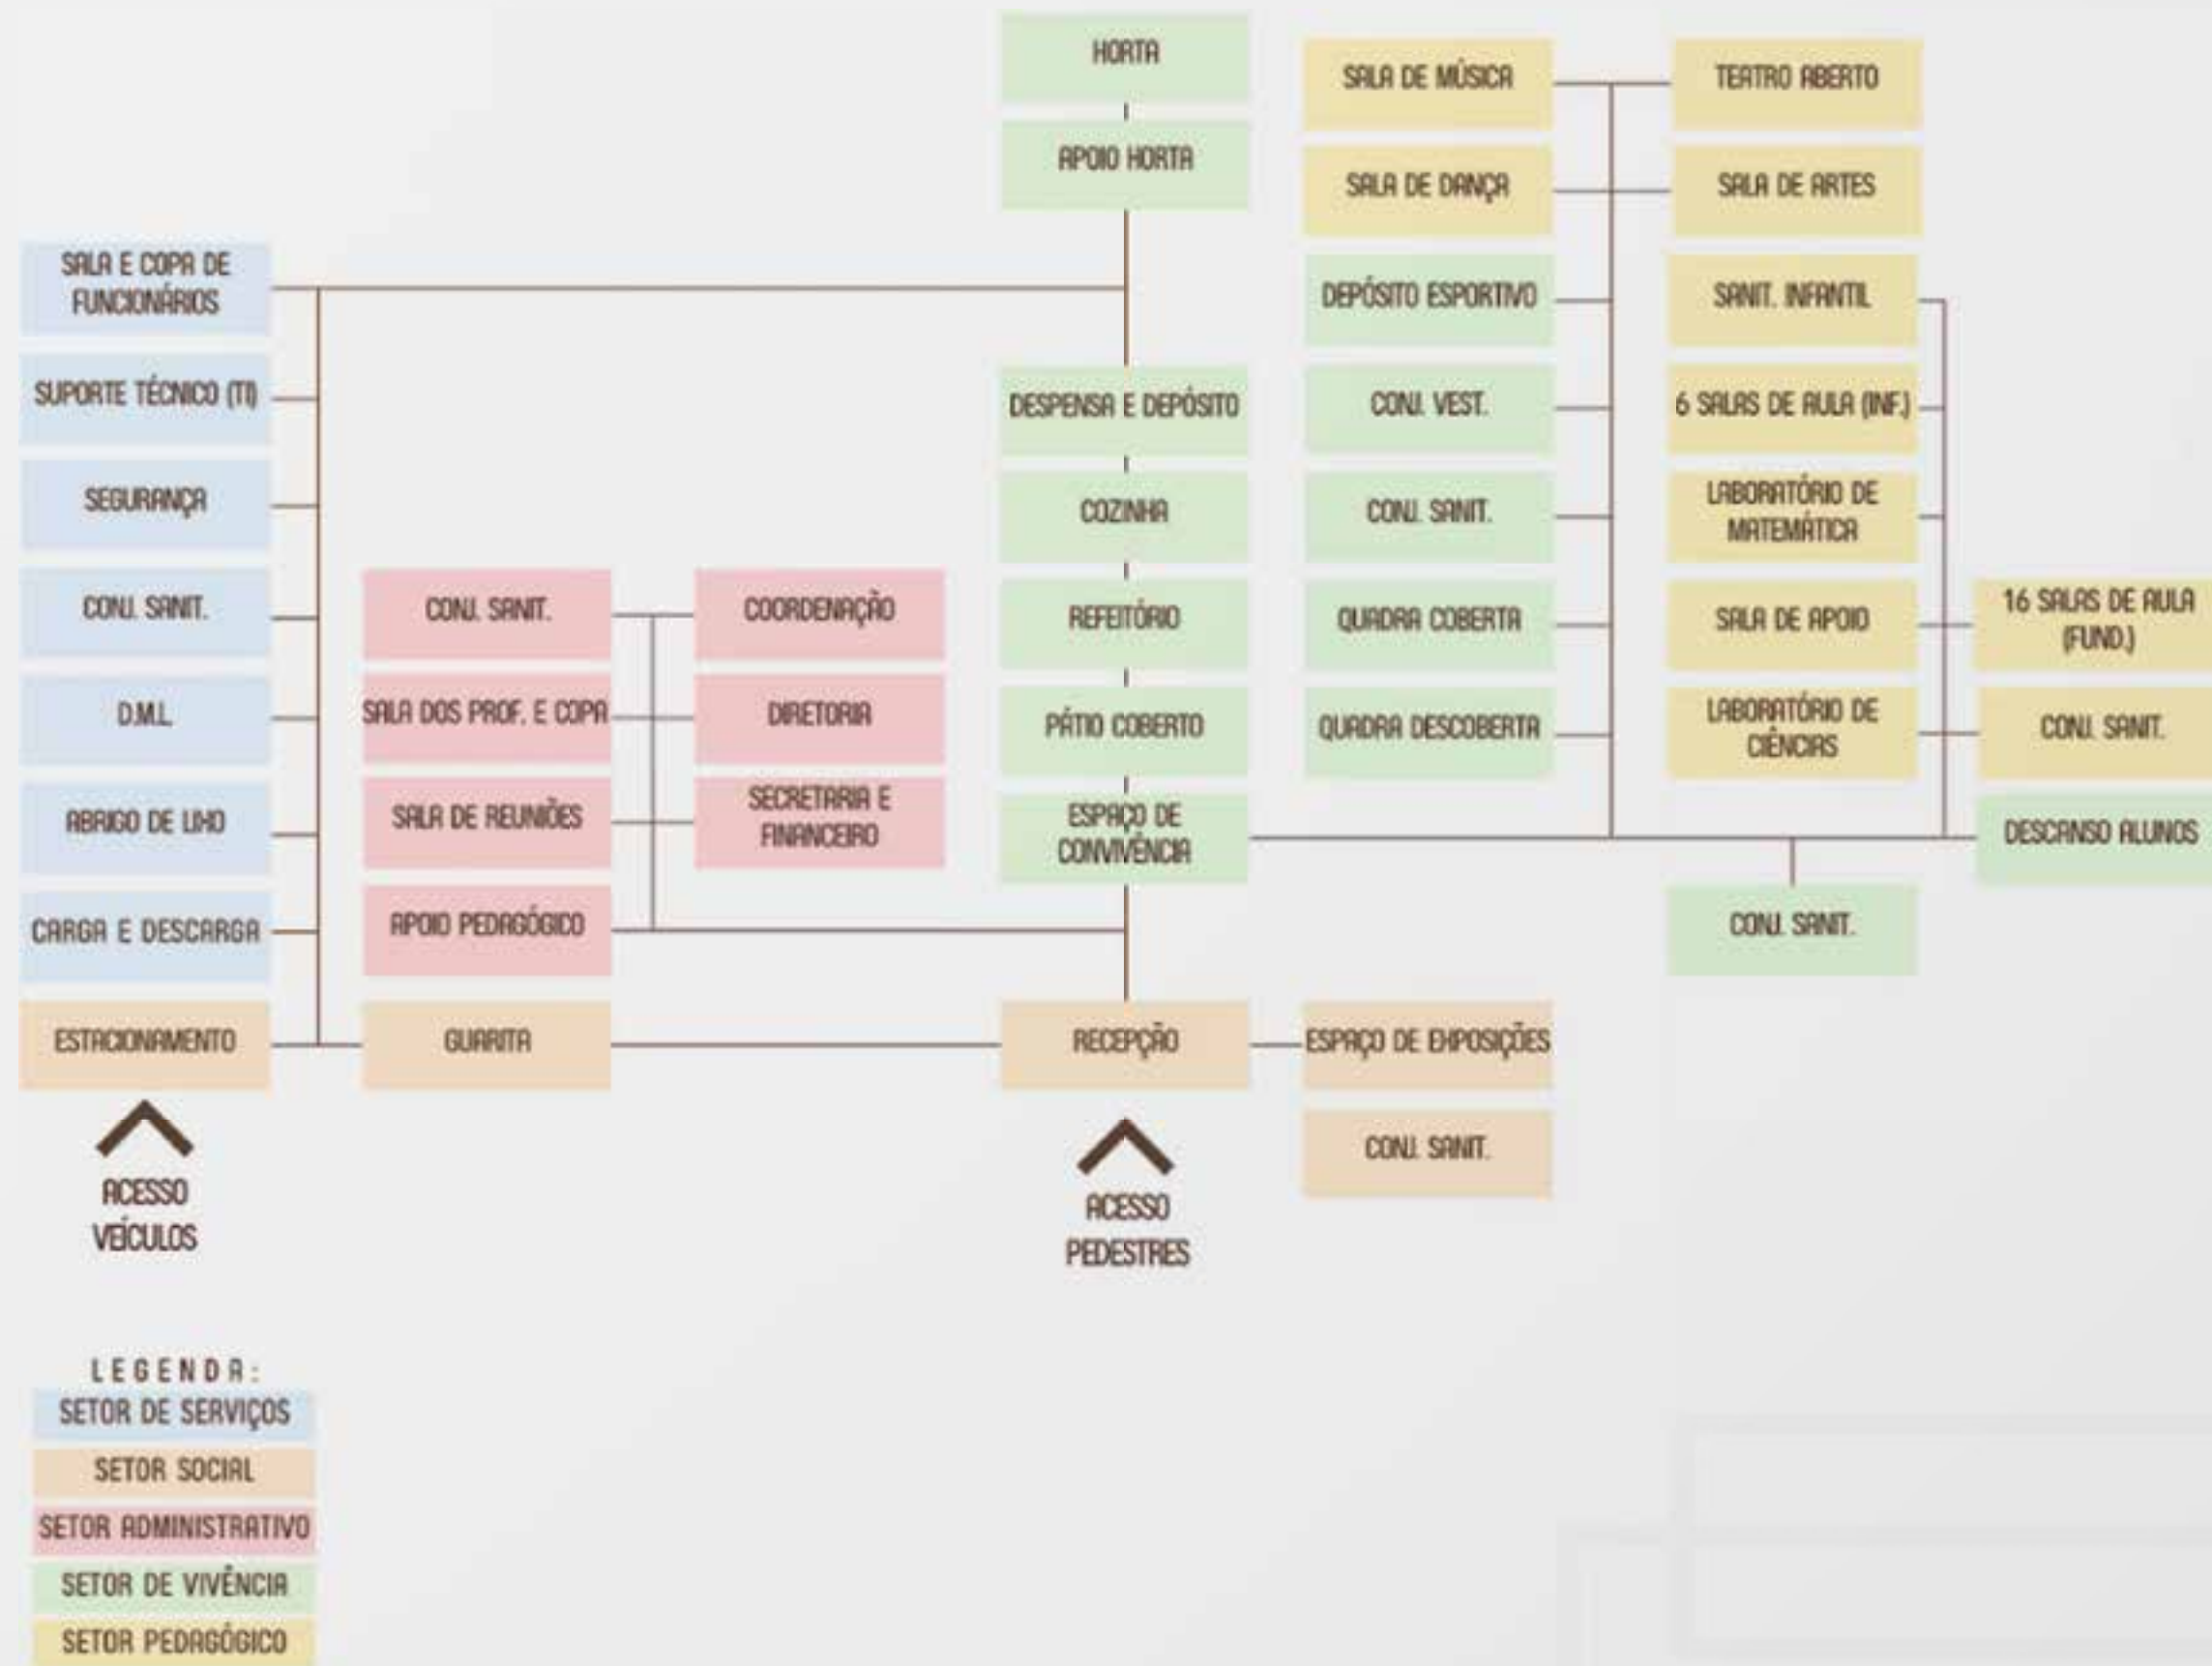 HORTA
APOIO HORTA
SALA DE MÚSICA
TEATRO ABERTO
SALA DE DANÇA
SALA DE ARTES
SALA E COPA DE
FUNCIONÁRIOS
SUPORTE TÉCNICO (TI)
SEGURANÇA
CONJ. SANIT.
D.M.L.
ABRIGO DE LIXO
CARGA E DESCARGA
ESTACIONAMENTO
CONJ. SANIT.
SALA DOS PROF. E COPA
SALA DE REUNIÕES
APOIO PEDAGÓGICO
GUARITA
COORDENAÇÃO
DIRETORIA
SECRETARIA E
FINANCEIRO
DESPENSA E DEPÓSITO
COZINHA
REFEITÓRIO
PÁTIO COBERTO
ESPAÇO DE
CONVIVÊNCIA
RECEPÇÃO
DEPÓSITO ESPORTIVO
CONJ. VEST.
CONJ. SANIT.
QUADRA COBERTA
QUADRA DESCOBERTA
ESPAÇO DE EXPOSIÇÕES
CONJ. SANIT.
SANIT. INFANTIL
6 SALAS DE AULA (INF.)
LABORATÓRIO DE
MATEMÁTICA
SALA DE APOIO
LABORATÓRIO DE
CIÊNCIAS
CONJ. SANIT.
16 SALAS DE AULA
(FUND.)
CONJ. SANIT.
DESCANSO ALUNOS
ACESSO
VEÍCULOS
ACESSO
PEDESTRES
LEGENDA:
SETOR DE SERVIÇOS
SETOR SOCIAL
SETOR ADMINISTRATIVO
SETOR DE VIVÊNCIA
SETOR PEDAGÓGICO